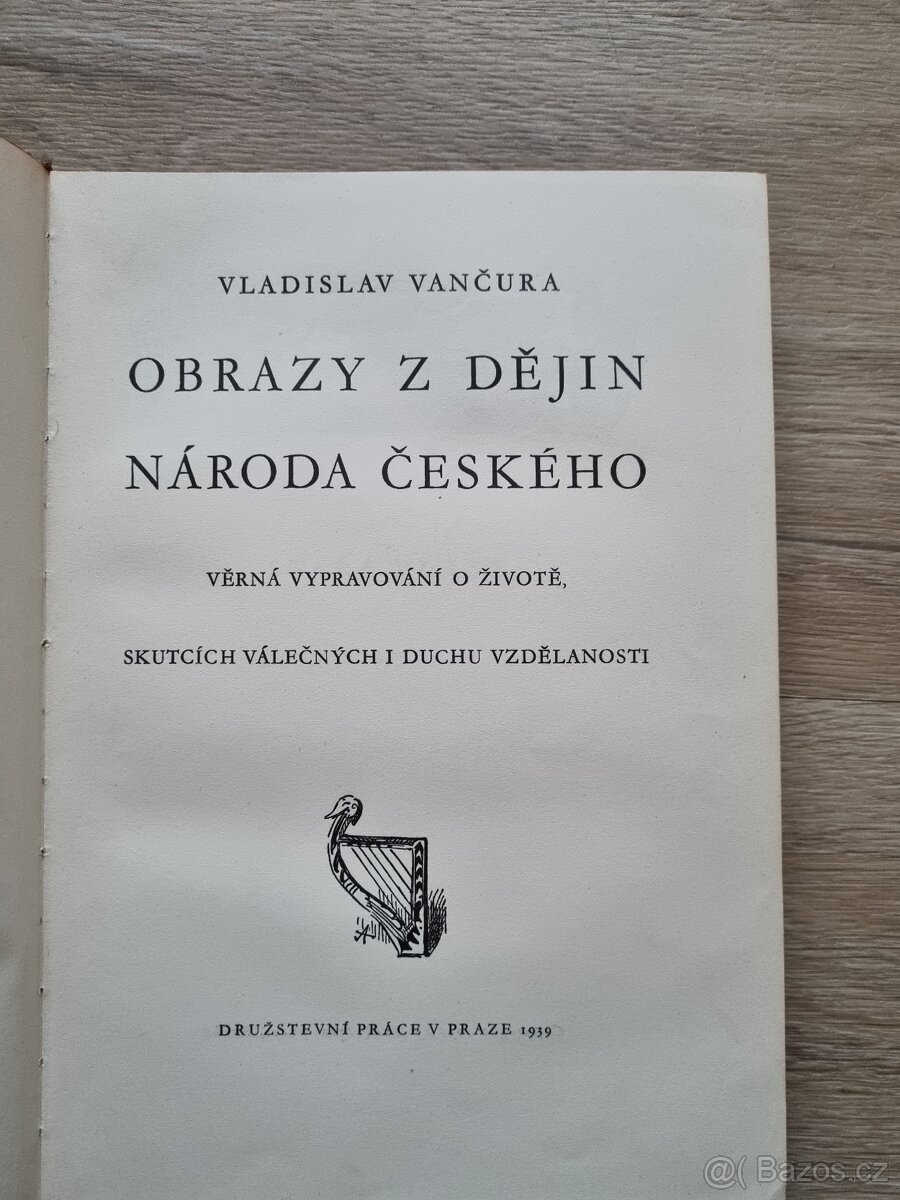 VLADISLAV VANČURA
OBRAZY Z DĚJIN
NÁRODA ČESKÉHO
VĚRNÁ VYPRAVOVÁNÍ O ŽIVOTĚ,
SKUTCÍCH VÁLEČNÝCH I DUCHU VZDĚLANOSTI
DRUŽSTEVNÍ PRÁCE V PRAZE 1939
@( Bazos.cz